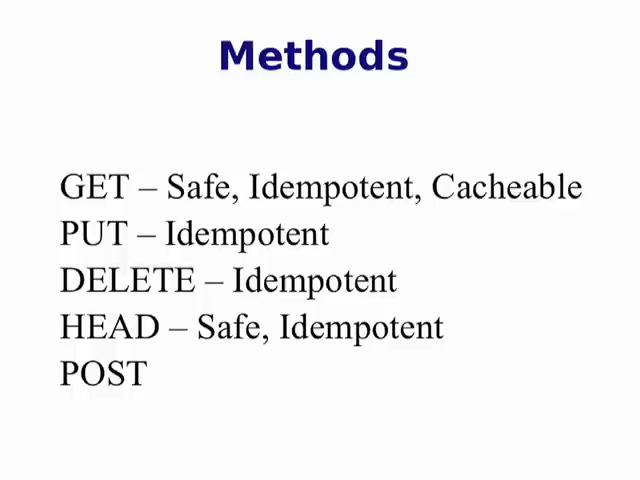 Methods
GET – Safe, Idempotent, Cacheable
PUT – Idempotent
DELETE – Idempotent
HEAD – Safe, Idempotent
POST